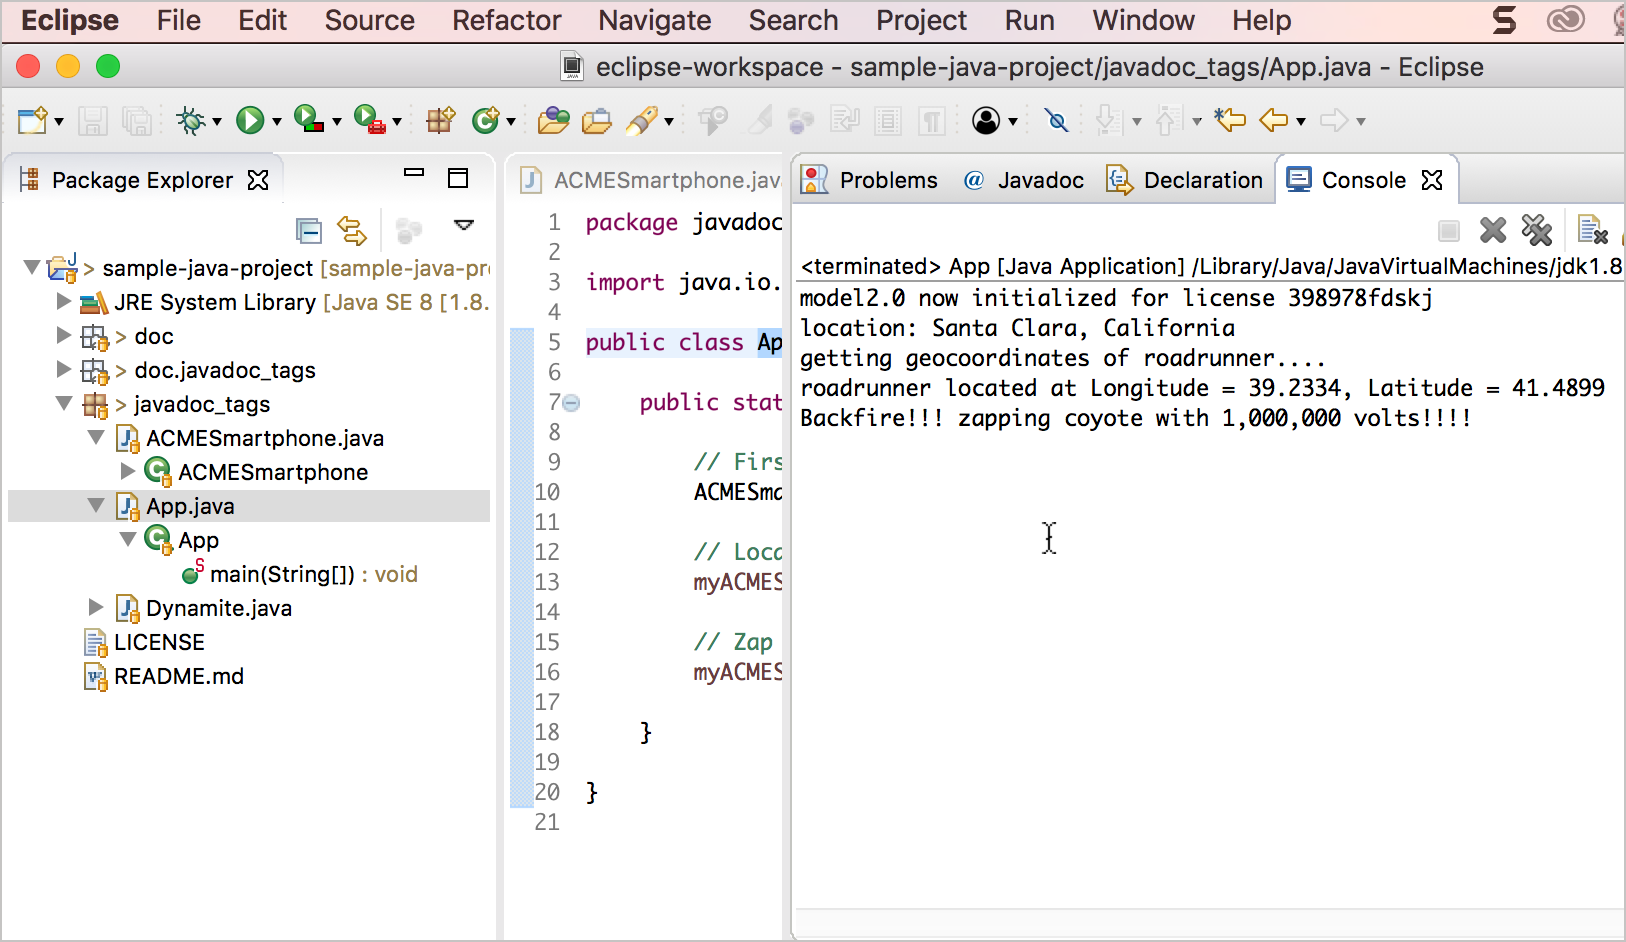 Eclipse File Edit Source Refactor Navigate Search Project Run Window Help
eclipse-workspace - sample-java-project/javadoc_tags/App.java - Eclipse
Package Explorer
> sample-java-project [sample-java-pr
JRE System Library [Java SE 8 [1.8.
> doc
> doc.javadoc_tags
> javadoc_tags
ACMESmartphone.java
ACMESmartphone
App.java
App
main(String[]) : void
Dynamite.java
LICENSE
README.md
ACMESmartphone.jav
1 package javadoc
2
3 import java.io.
4
5 public class Ap
6
7 public stat
8
9 // Firs
10 ACMESma
11
12 // Loca
13 myACMES
14
15 // Zap
16 myACMES
17
18 }
19
20 }
21
Problems @ Javadoc Declaration Console
<terminated> App [Java Application] /Library/Java/JavaVirtualMachines/jdk1.8
model2.0 now initialized for license 398978fdskj
location: Santa Clara, California
getting geocoordinates of roadrunner....
roadrunner located at Longitude = 39.2334, Latitude = 41.4899
Backfire!!! zapping coyote with 1,000,000 volts!!!!